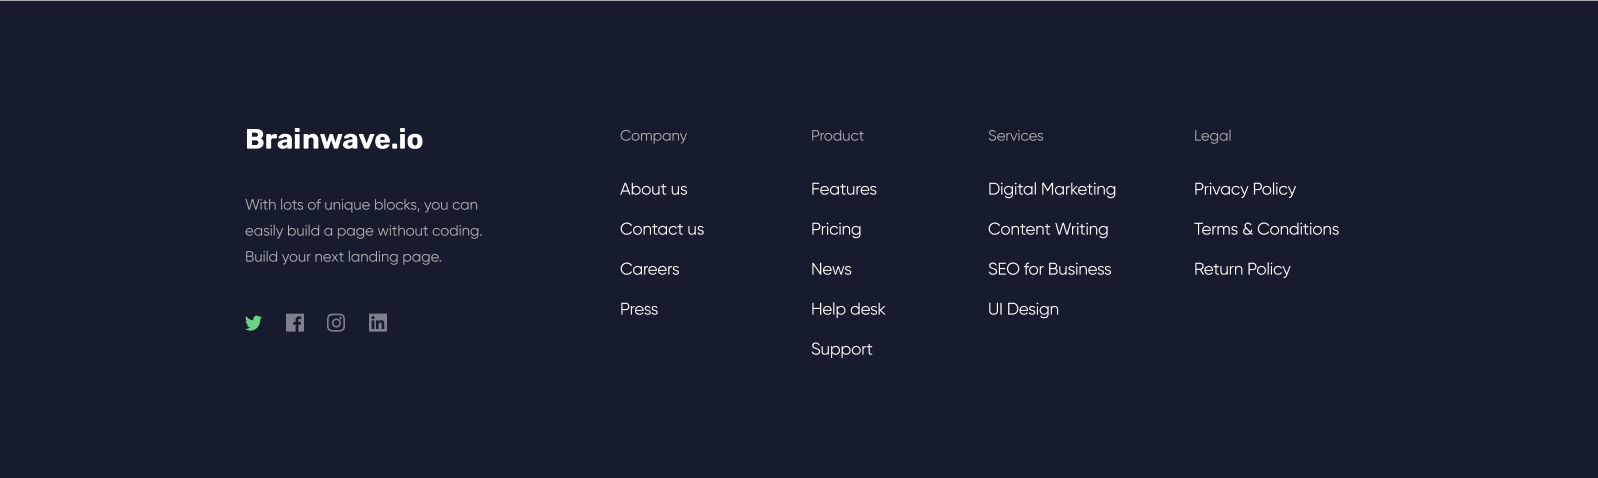 Brainwave.io
With lots of unique blocks, you can
easily build a page without coding.
Build your next landing page.
Company
About us
Contact us
Careers
Press
Product
Features
Pricing
News
Help desk
Support
Services
Digital Marketing
Content Writing
SEO for Business
UI Design
Legal
Privacy Policy
Terms & Conditions
Return Policy